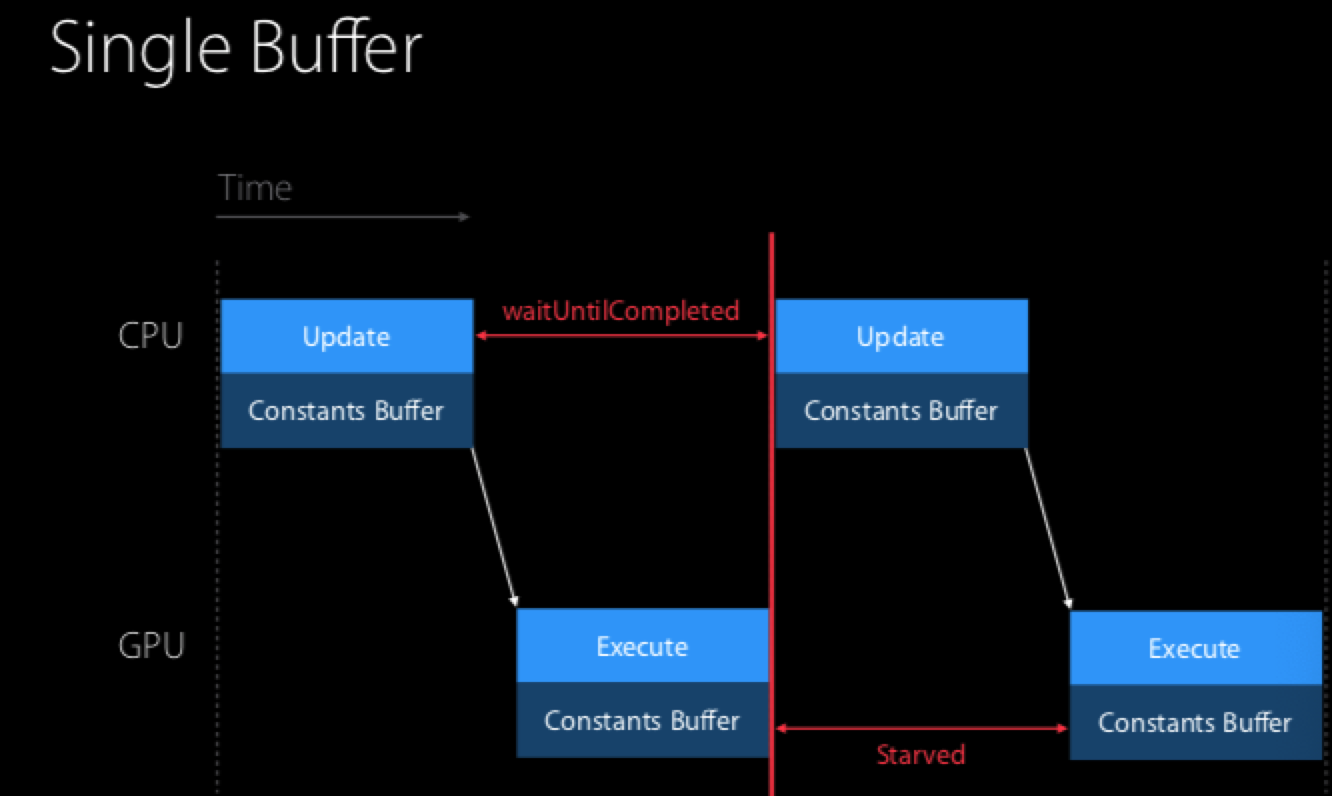 Single Buffer
Time
CPU
Update
waitUntilCompleted
Update
Constants Buffer
Constants Buffer
GPU
Execute
Execute
Constants Buffer
Constants Buffer
Starved